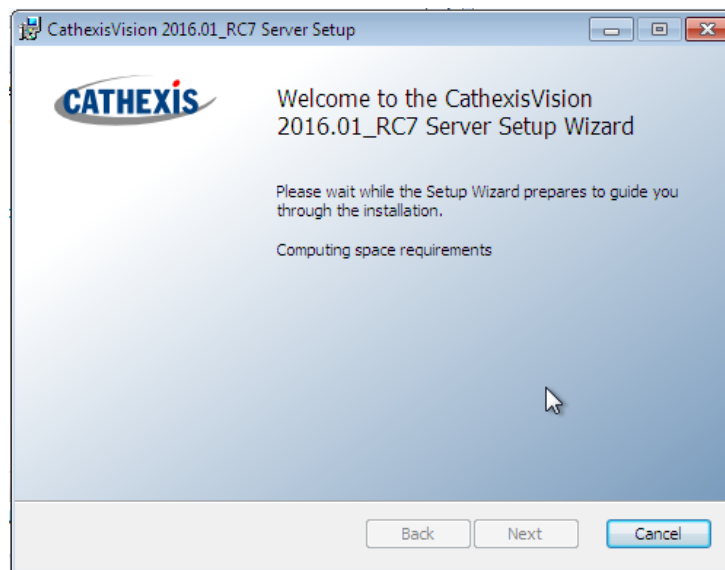 CathexisVision 2016.01_RC7 Server Setup
CATHEXIS
Welcome to the CathexisVision
2016.01_RC7 Server Setup Wizard
Please wait while the Setup Wizard prepares to guide you
through the installation.
Computing space requirements
Back
Next
Cancel